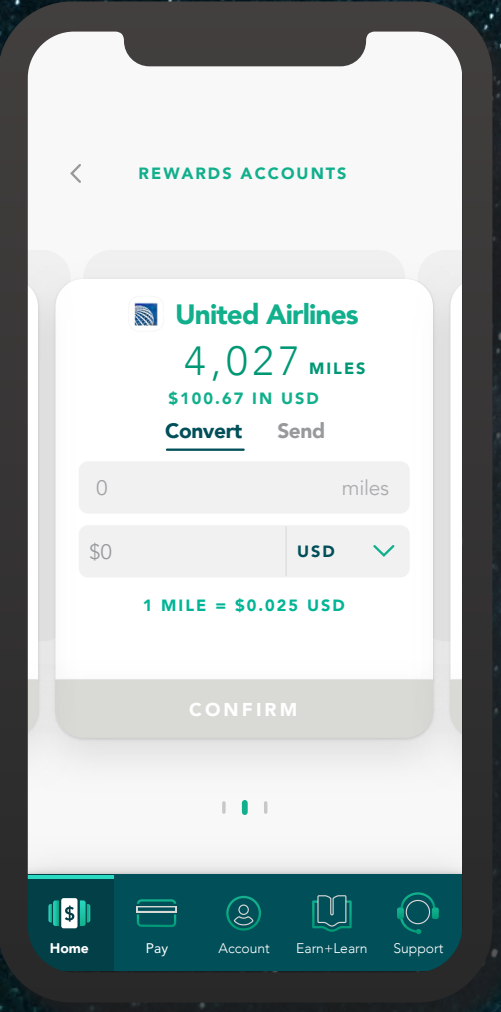 REWARDS ACCOUNTS
United Airlines
4,027 MILES
$100.67 IN USD
Convert Send
0 miles
$0 USD
1 MILE = $0.025 USD
CONFIRM
$
Home Pay Account Earn+Learn Support